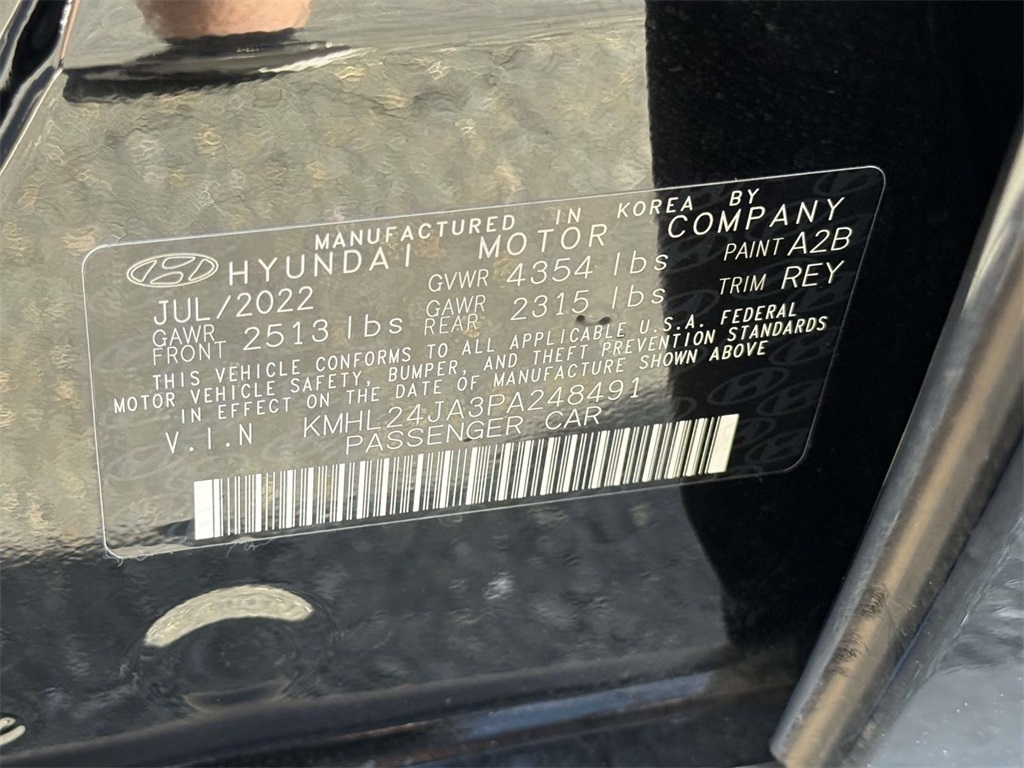 MANUFACTURED IN KOREA BY
HYUNDAI MOTOR COMPANY
JUL/2022 GVWR 4354 lbs PAINT A2B
GAWR FRONT 2513 lbs GAWR REAR 2315 lbs TRIM REY
THIS VEHICLE CONFORMS TO ALL APPLICABLE U.S.A. FEDERAL
MOTOR VEHICLE SAFETY, BUMPER, AND THEFT PREVENTION STANDARDS
IN EFFECT ON THE DATE OF MANUFACTURE SHOWN ABOVE
V.I.N KMHL24JA3PA248491
PASSENGER CAR